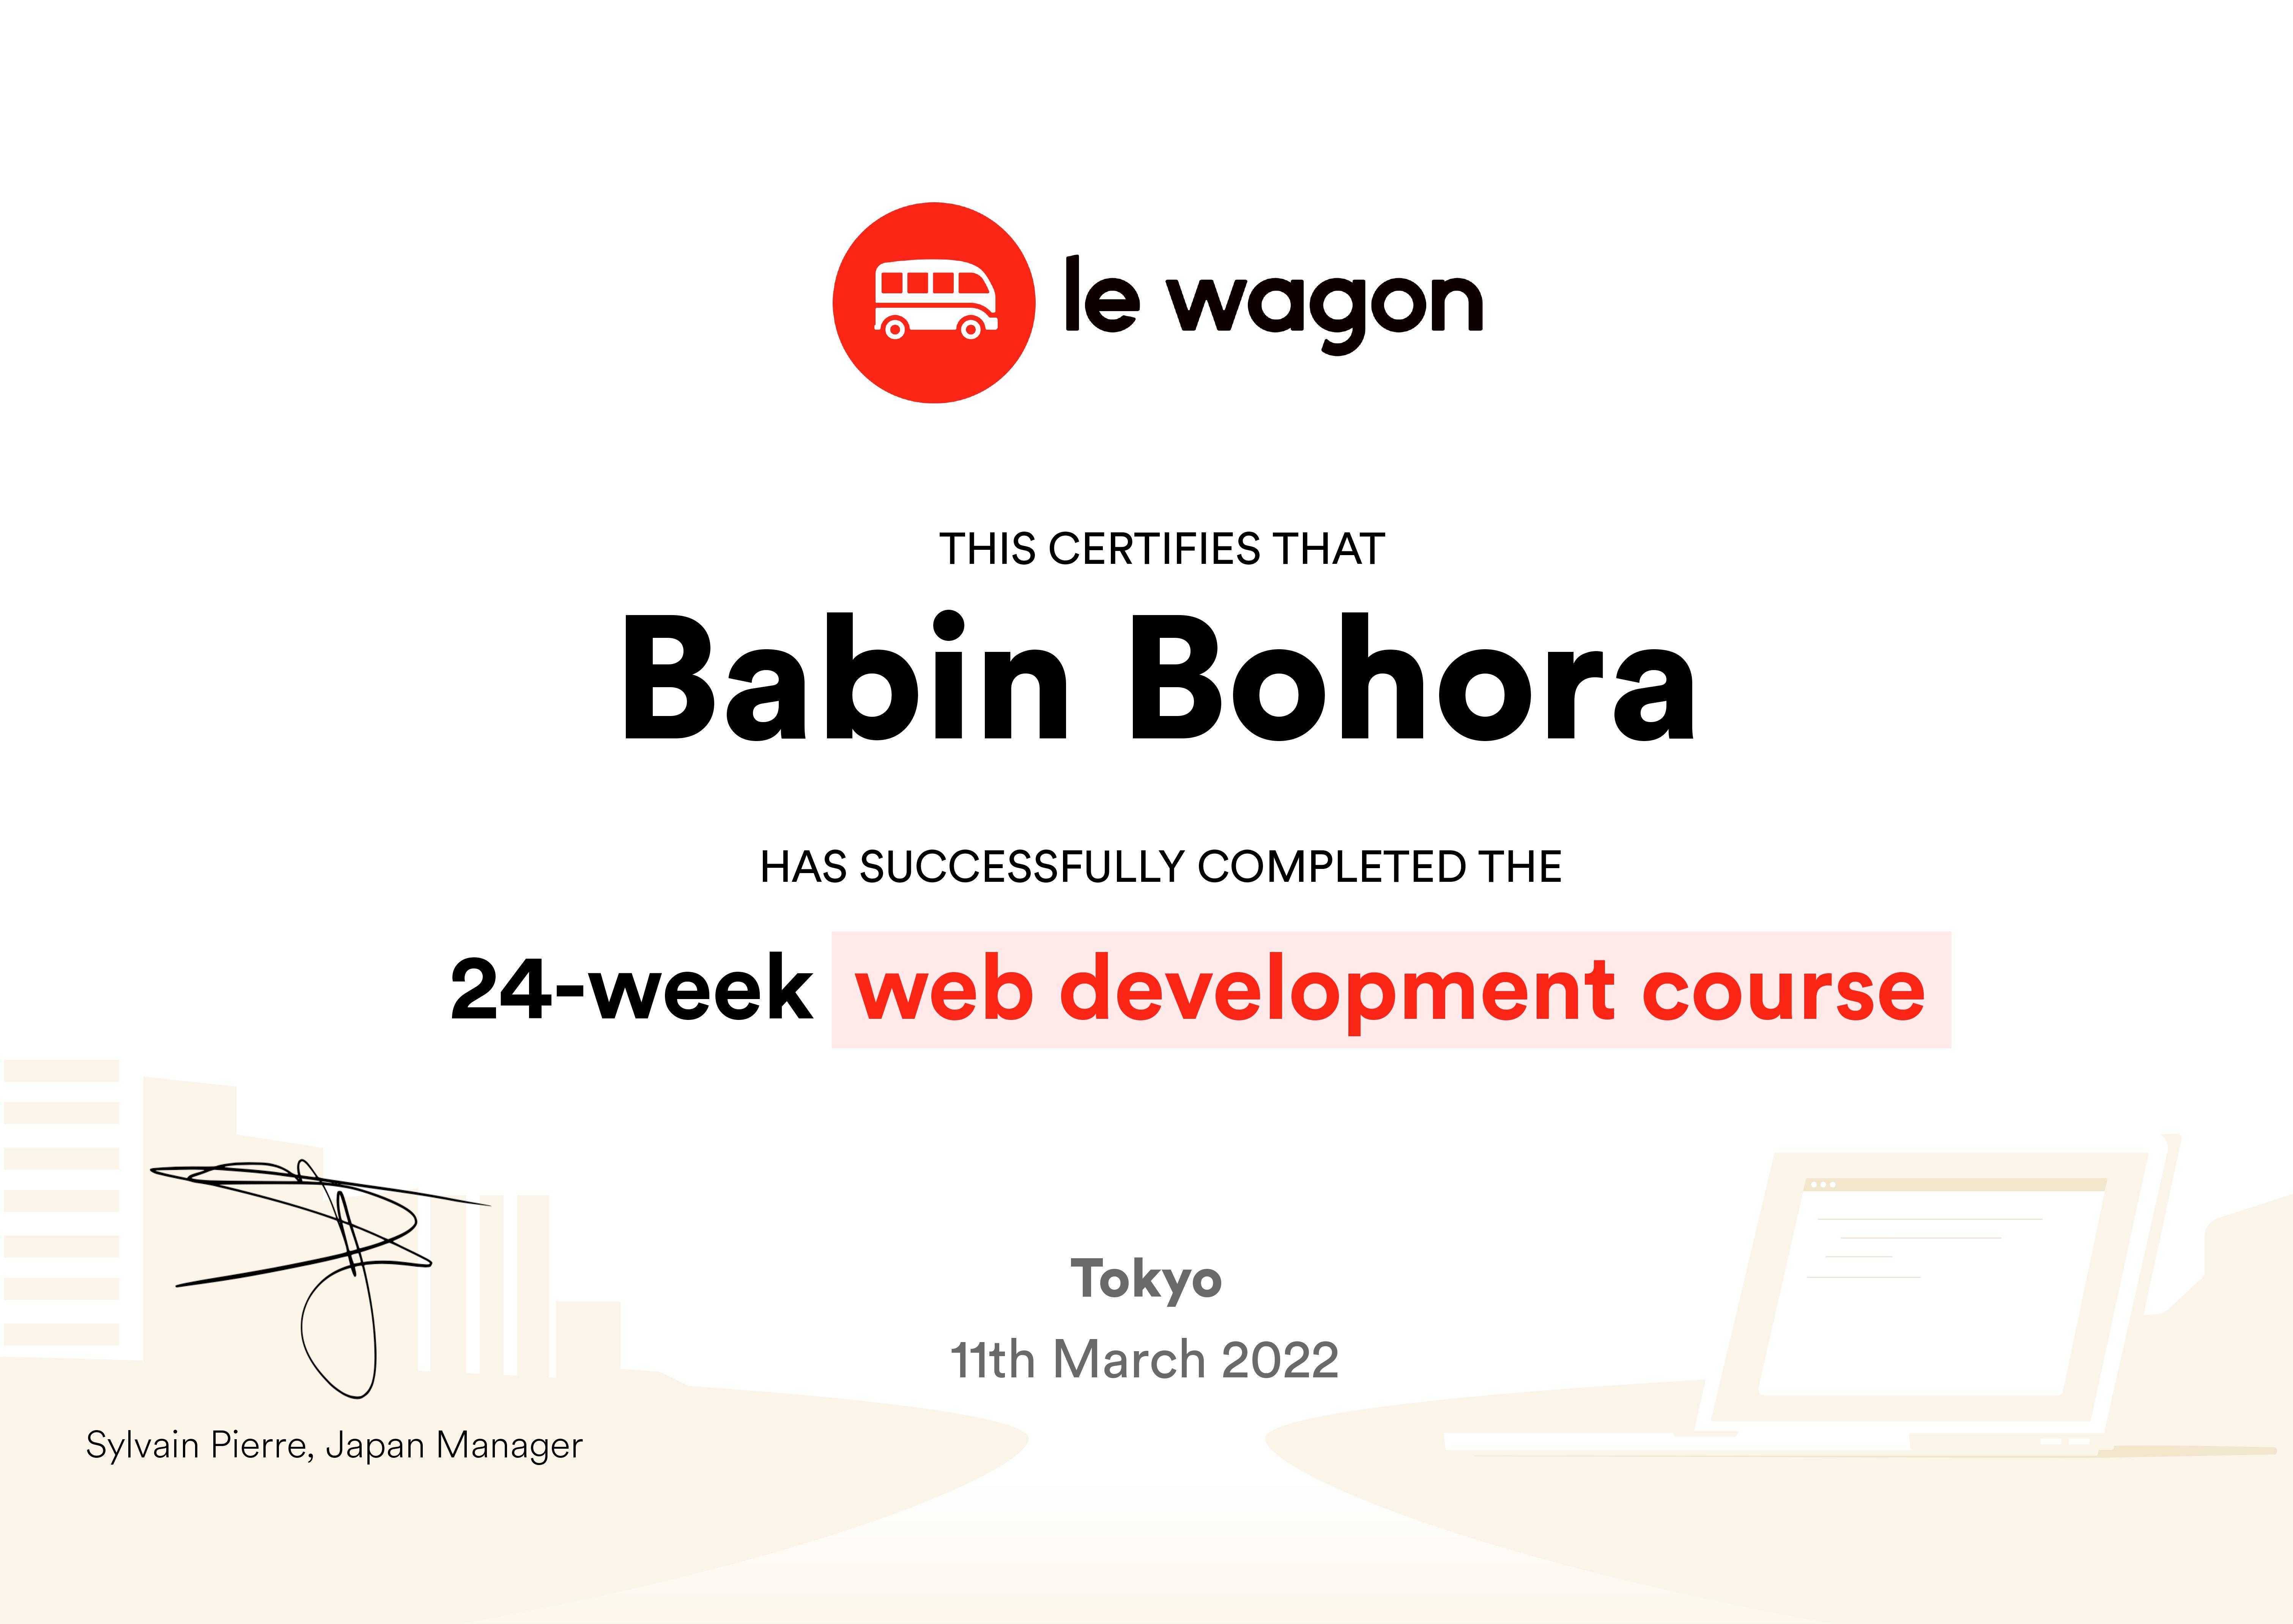 le wagon
THIS CERTIFIES THAT
Babin Bohora
HAS SUCCESSFULLY COMPLETED THE
24-week web development course
Tokyo
11th March 2022
Sylvain Pierre, Japan Manager